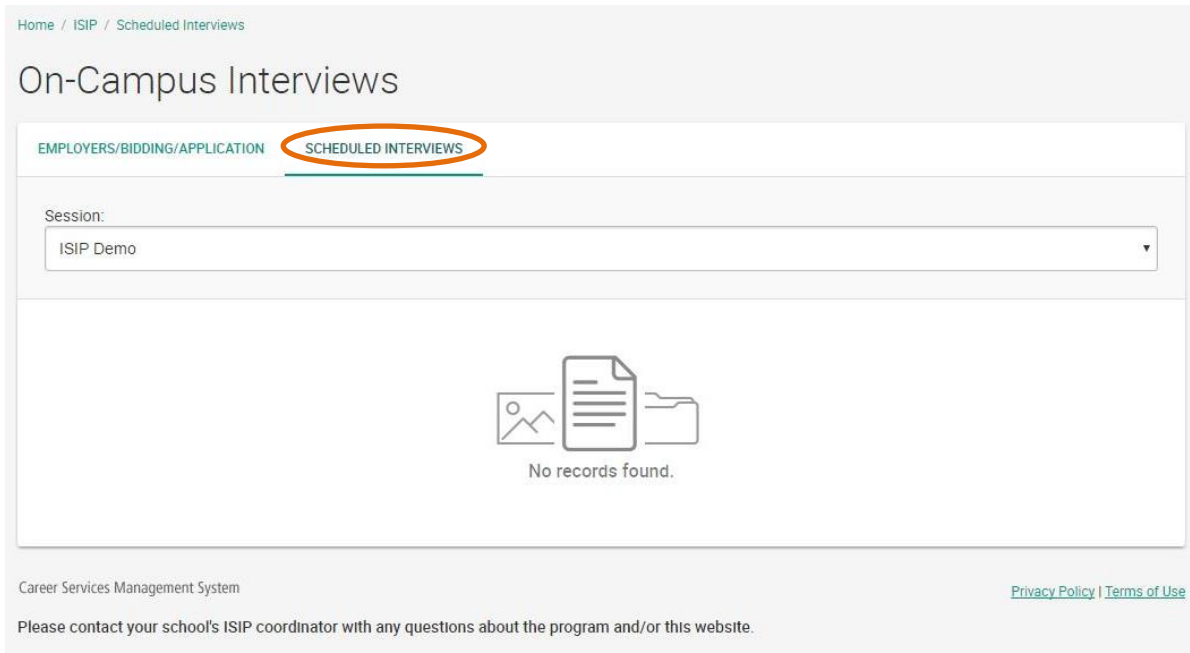 Home / ISIP / Scheduled Interviews
On-Campus Interviews
EMPLOYERS/BIDDING/APPLICATION SCHEDULED INTERVIEWS
Session:
ISIP Demo
No records found.
Career Services Management System
Privacy Policy | Terms of Use
Please contact your school's ISIP coordinator with any questions about the program and/or this website.